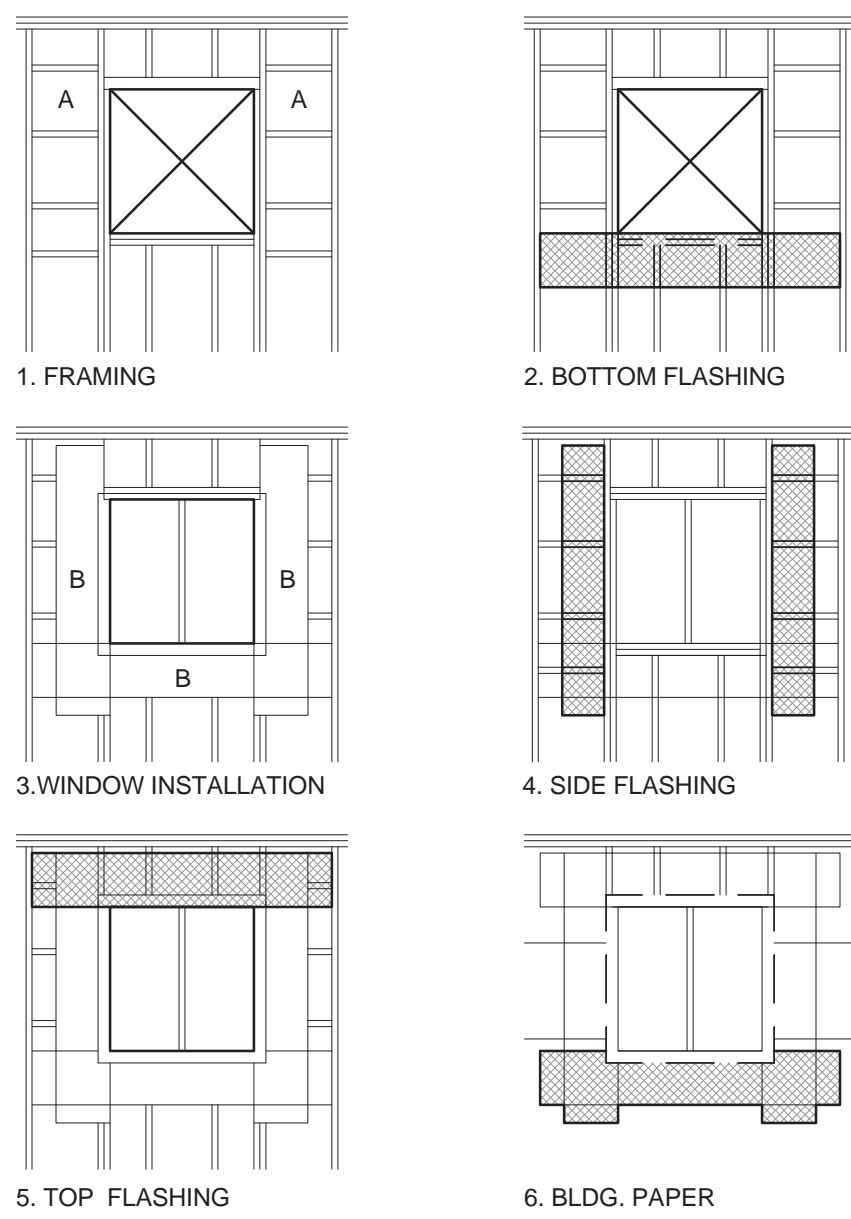 A A
1. FRAMING
2. BOTTOM FLASHING
B B
B
3.WINDOW INSTALLATION
4. SIDE FLASHING
5. TOP FLASHING
6. BLDG. PAPER